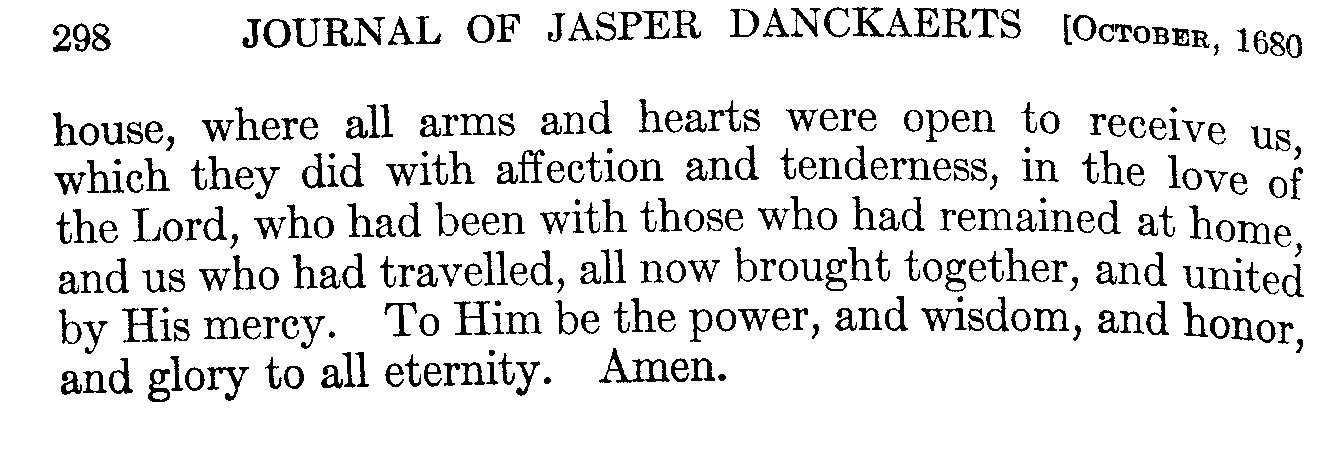 298 JOURNAL OF JASPER DANCKAERTS [OCTOBER, 1680
house, where all arms and hearts were open to receive us,
which they did with affection and tenderness, in the love of
the Lord, who had been with those who had remained at home,
and us who had travelled, all now brought together, and united
by His mercy. To Him be the power, and wisdom, and honor,
and glory to all eternity. Amen.